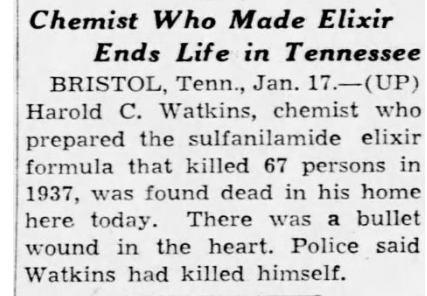 Chemist Who Made Elixir
Ends Life in Tennessee
BRISTOL, Tenn., Jan. 17.—(UP)
Harold C. Watkins, chemist who
prepared the sulfanilamide elixir
formula that killed 67 persons in
1937, was found dead in his home
here today. There was a bullet
wound in the heart. Police said
Watkins had killed himself.